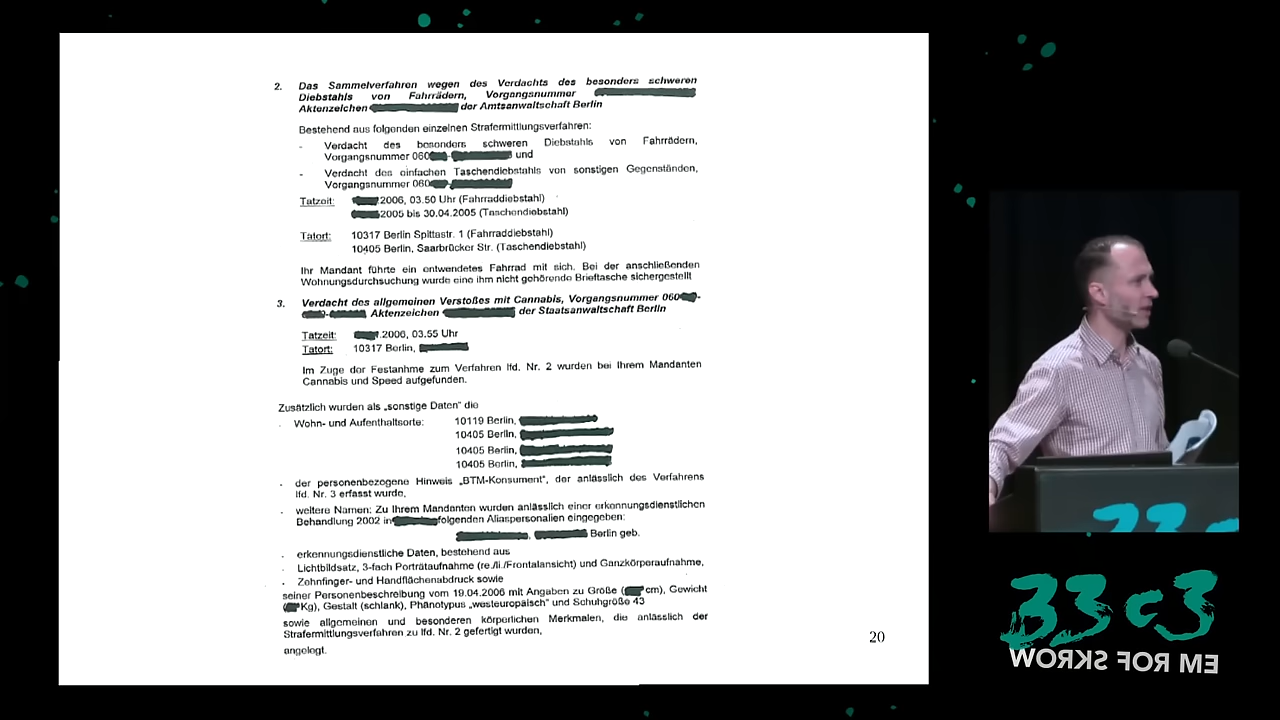 2. Das Sammelverfahren wegen des Verdachts des besonders schweren
Diebstahls von Fahrrädern, Vorgangsnummer
Aktenzeichen der Amtsanwaltschaft Berlin
Bestehend aus folgenden einzelnen Strafermittlungsverfahren:
- Verdacht des besonders schweren Diebstahls von Fahrrädern,
Vorgangsnummer 060 - und
- Verdacht des einfachen Taschendiebstahls von sonstigen Gegenständen,
Vorgangsnummer 060
Tatzeit: 2006, 03.50 Uhr (Fahrraddiebstahl)
2005 bis 30.04.2005 (Taschendiebstahl)
Tatort: 10317 Berlin Spittastr. 1 (Fahrraddiebstahl)
10405 Berlin, Saarbrücker Str. (Taschendiebstahl)
Ihr Mandant führte ein entwendetes Fahrrad mit sich. Bei der anschließenden
Wohnungsdurchsuchung wurde eine ihm nicht gehörende Brieftasche sichergestellt
3. Verdacht des allgemeinen Verstoßes mit Cannabis, Vorgangsnummer 060 -
- Aktenzeichen der Staatsanwaltschaft Berlin
Tatzeit: .2006, 03.55 Uhr
Tatort: 10317 Berlin,
Im Zuge der Festanhme zum Verfahren lfd. Nr. 2 wurden bei Ihrem Mandanten
Cannabis und Speed aufgefunden.
Zusätzlich wurden als „sonstige Daten" die
- Wohn- und Aufenthaltsorte: 10119 Berlin,
10405 Berlin,
10405 Berlin,
10405 Berlin,
- der personenbezogene Hinweis „BTM-Konsument", der anlässlich des Verfahrens
lfd. Nr. 3 erfasst wurde,
- weitere Namen: Zu Ihrem Mandanten wurden anlässlich einer erkennungsdienstlichen
Behandlung 2002 in folgenden Aliaspersonalien eingegeben:
, Berlin geb.
- erkennungsdienstliche Daten, bestehend aus
- Lichtbildsatz, 3-fach Porträtaufnahme (re./li./Frontalansicht) und Ganzkörperaufnahme,
- Zehnfinger- und Handflächenabdruck sowie
seiner Personenbeschreibung vom 19.04.2006 mit Angaben zu Größe ( cm), Gewicht
( Kg), Gestalt (schlank), Phänotypus „westeuropäisch" und Schuhgröße 43
sowie allgemeinen und besonderen körperlichen Merkmalen, die anlässlich der
Strafermittlungsverfahren zu lfd. Nr. 2 gefertigt wurden,
angelegt.
20
33c3
WORKS FOR ME